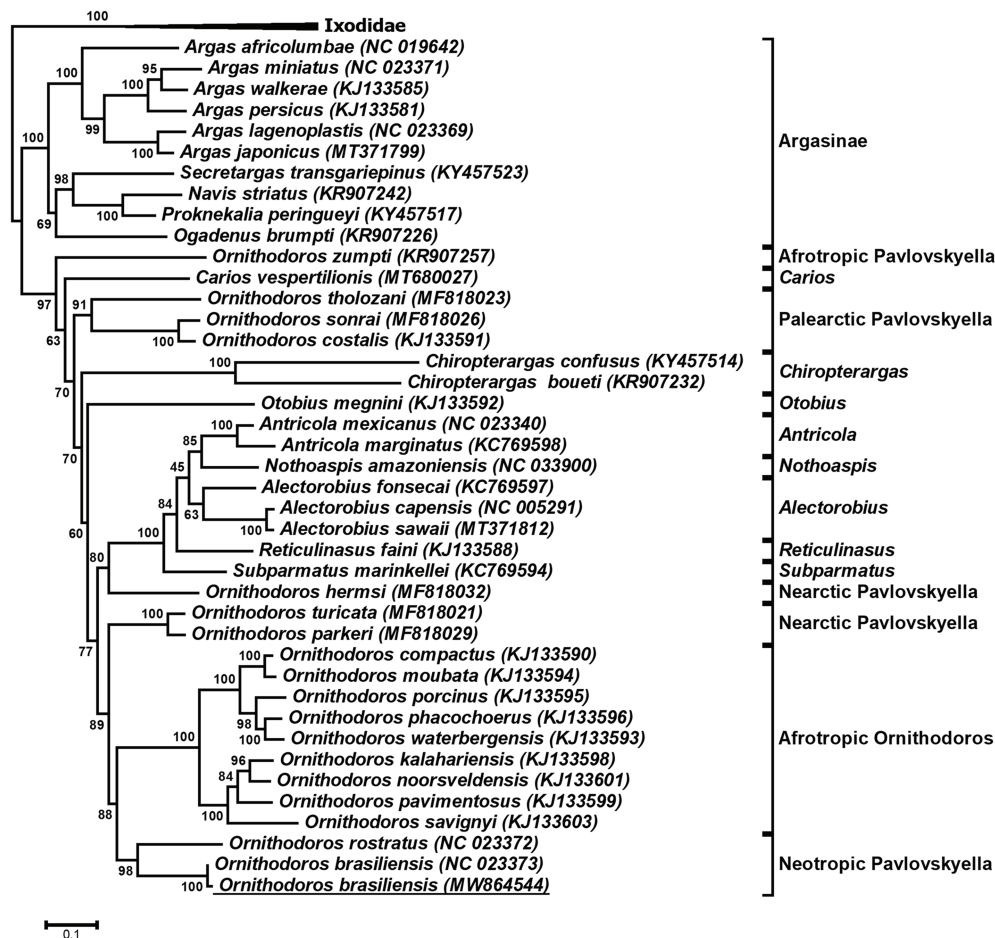 100
Ixodidae
Argas africolumbae (NC 019642)
100
95
Argas miniatus (NC 023371)
100
Argas walkerae (KJ133585)
Argas persicus (KJ133581)
99
Argas lagenoplastis (NC 023369)
100
Argas japonicus (MT371799)
Argasinae
100
98
Secretargas transgariepinus (KY457523)
Navis striatus (KR907242)
100
Proknekalia peringueyi (KY457517)
69
Ogadenus brumpti (KR907226)
Ornithodoros zumpti (KR907257)
Afrotropic Pavlovskyella
97
Carios vespertilionis (MT680027)
Carios
91
Ornithodoros tholozani (MF818023)
63
Ornithodoros sonrai (MF818026)
Palearctic Pavlovskyella
100
Ornithodoros costalis (KJ133591)
70
100
Chiropterargas confusus (KY457514)
Chiropterargas
Chiropterargas boueti (KR907232)
70
Otobius megnini (KJ133592)
Otobius
100
Antricola mexicanus (NC 023340)
Antricola
85
Antricola marginatus (KC769598)
45
Nothoaspis amazoniensis (NC 033900)
Nothoaspis
84
Alectorobius fonsecai (KC769597)
63
Alectorobius capensis (NC 005291)
Alectorobius
100
Alectorobius sawaii (MT371812)
60
100
Reticulinasus faini (KJ133588)
Reticulinasus
80
Subparmatus marinkellei (KC769594)
Subparmatus
Ornithodoros hermsi (MF818032)
Nearctic Pavlovskyella
77
100
Ornithodoros turicata (MF818021)
Nearctic Pavlovskyella
Ornithodoros parkeri (MF818029)
100
Ornithodoros compactus (KJ133590)
100
Ornithodoros moubata (KJ133594)
Ornithodoros porcinus (KJ133595)
98
Ornithodoros phacochoerus (KJ133596)
100
Ornithodoros waterbergensis (KJ133593)
89
100
Afrotropic Ornithodoros
96
Ornithodoros kalahariensis (KJ133598)
84
Ornithodoros noorsveldensis (KJ133601)
Ornithodoros pavimentosus (KJ133599)
100
Ornithodoros savignyi (KJ133603)
88
Ornithodoros rostratus (NC 023372)
98
Ornithodoros brasiliensis (NC 023373)
Neotropic Pavlovskyella
100
Ornithodoros brasiliensis (MW864544)
0.1